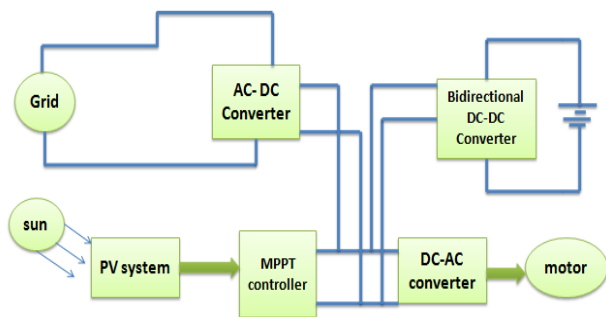 Grid
AC- DC
Converter
Bidirectional
DC-DC
Converter
sun
PV system
MPPT
controller
DC-AC
converter
motor